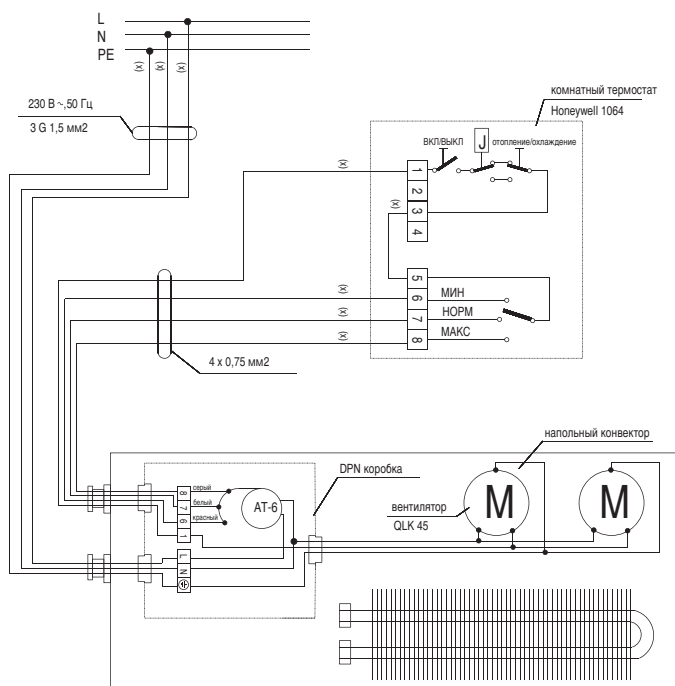 L
N
PE
(x) (x) (x)
230 В ~,50 Гц
3 G 1,5 мм2
комнатный термостат
Honeywell 1064
ВКЛ/ВЫКЛ
J
отопление/охлаждение
(x)
1
2
(x)
3
4
5
(x)
6
МИН
(x)
7
НОРМ
(x)
8
МАКС
4 x 0,75 мм2
напольный конвектор
DPN коробка
8
серый
7
белый
6
красный
1
AT-6
L
N
вентилятор
QLK 45
M
M